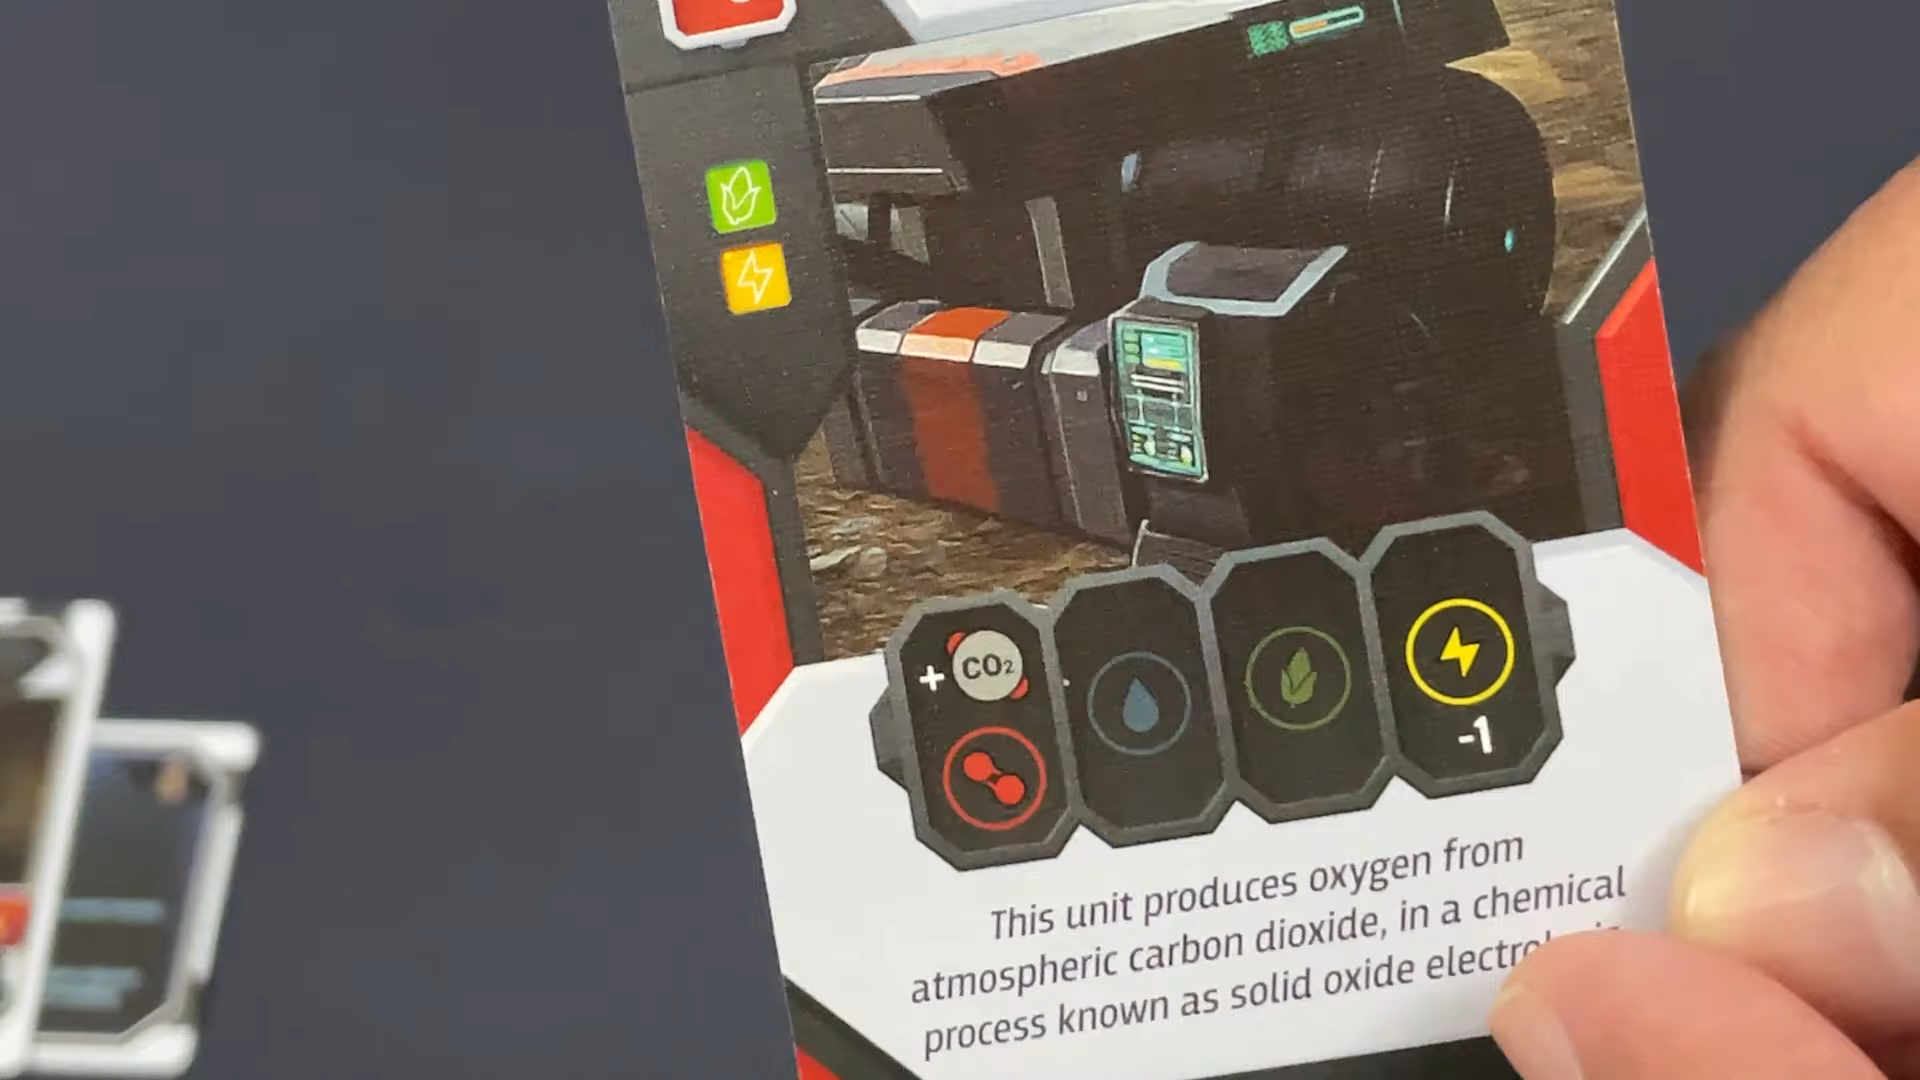 + CO₂
-1
This unit produces oxygen from
atmospheric carbon dioxide, in a chemical
process known as solid oxide